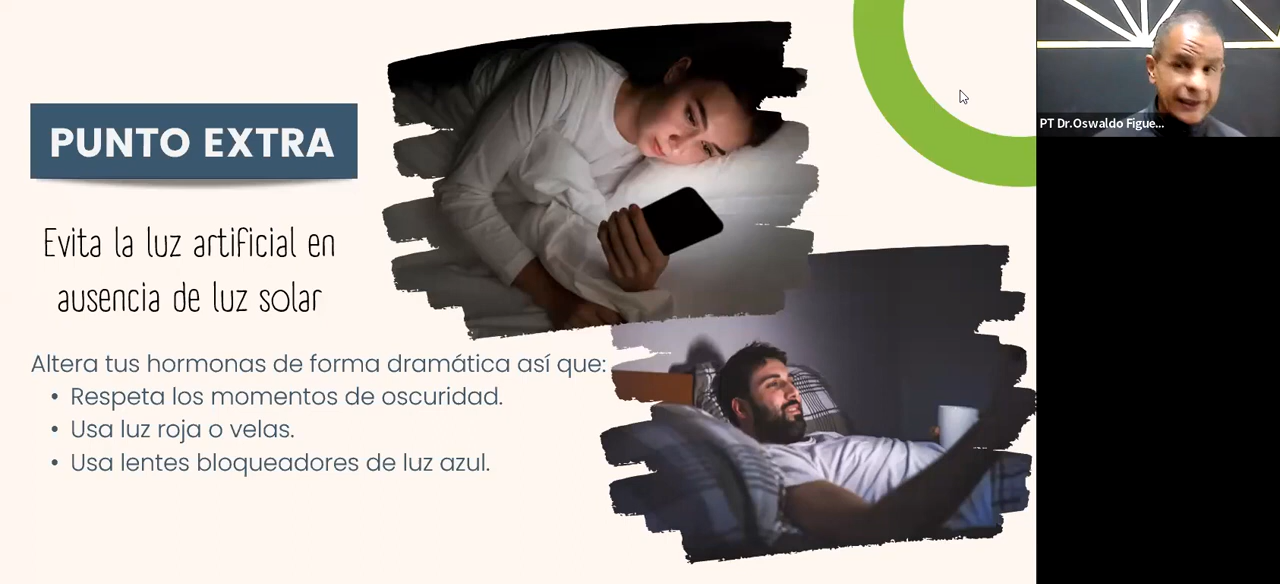 PUNTO EXTRA
Evita la luz artificial en
ausencia de luz solar
Altera tus hormonas de forma dramática así que:
• Respeta los momentos de oscuridad.
• Usa luz roja o velas.
• Usa lentes bloqueadores de luz azul.
PT Dr.Oswaldo Figue...